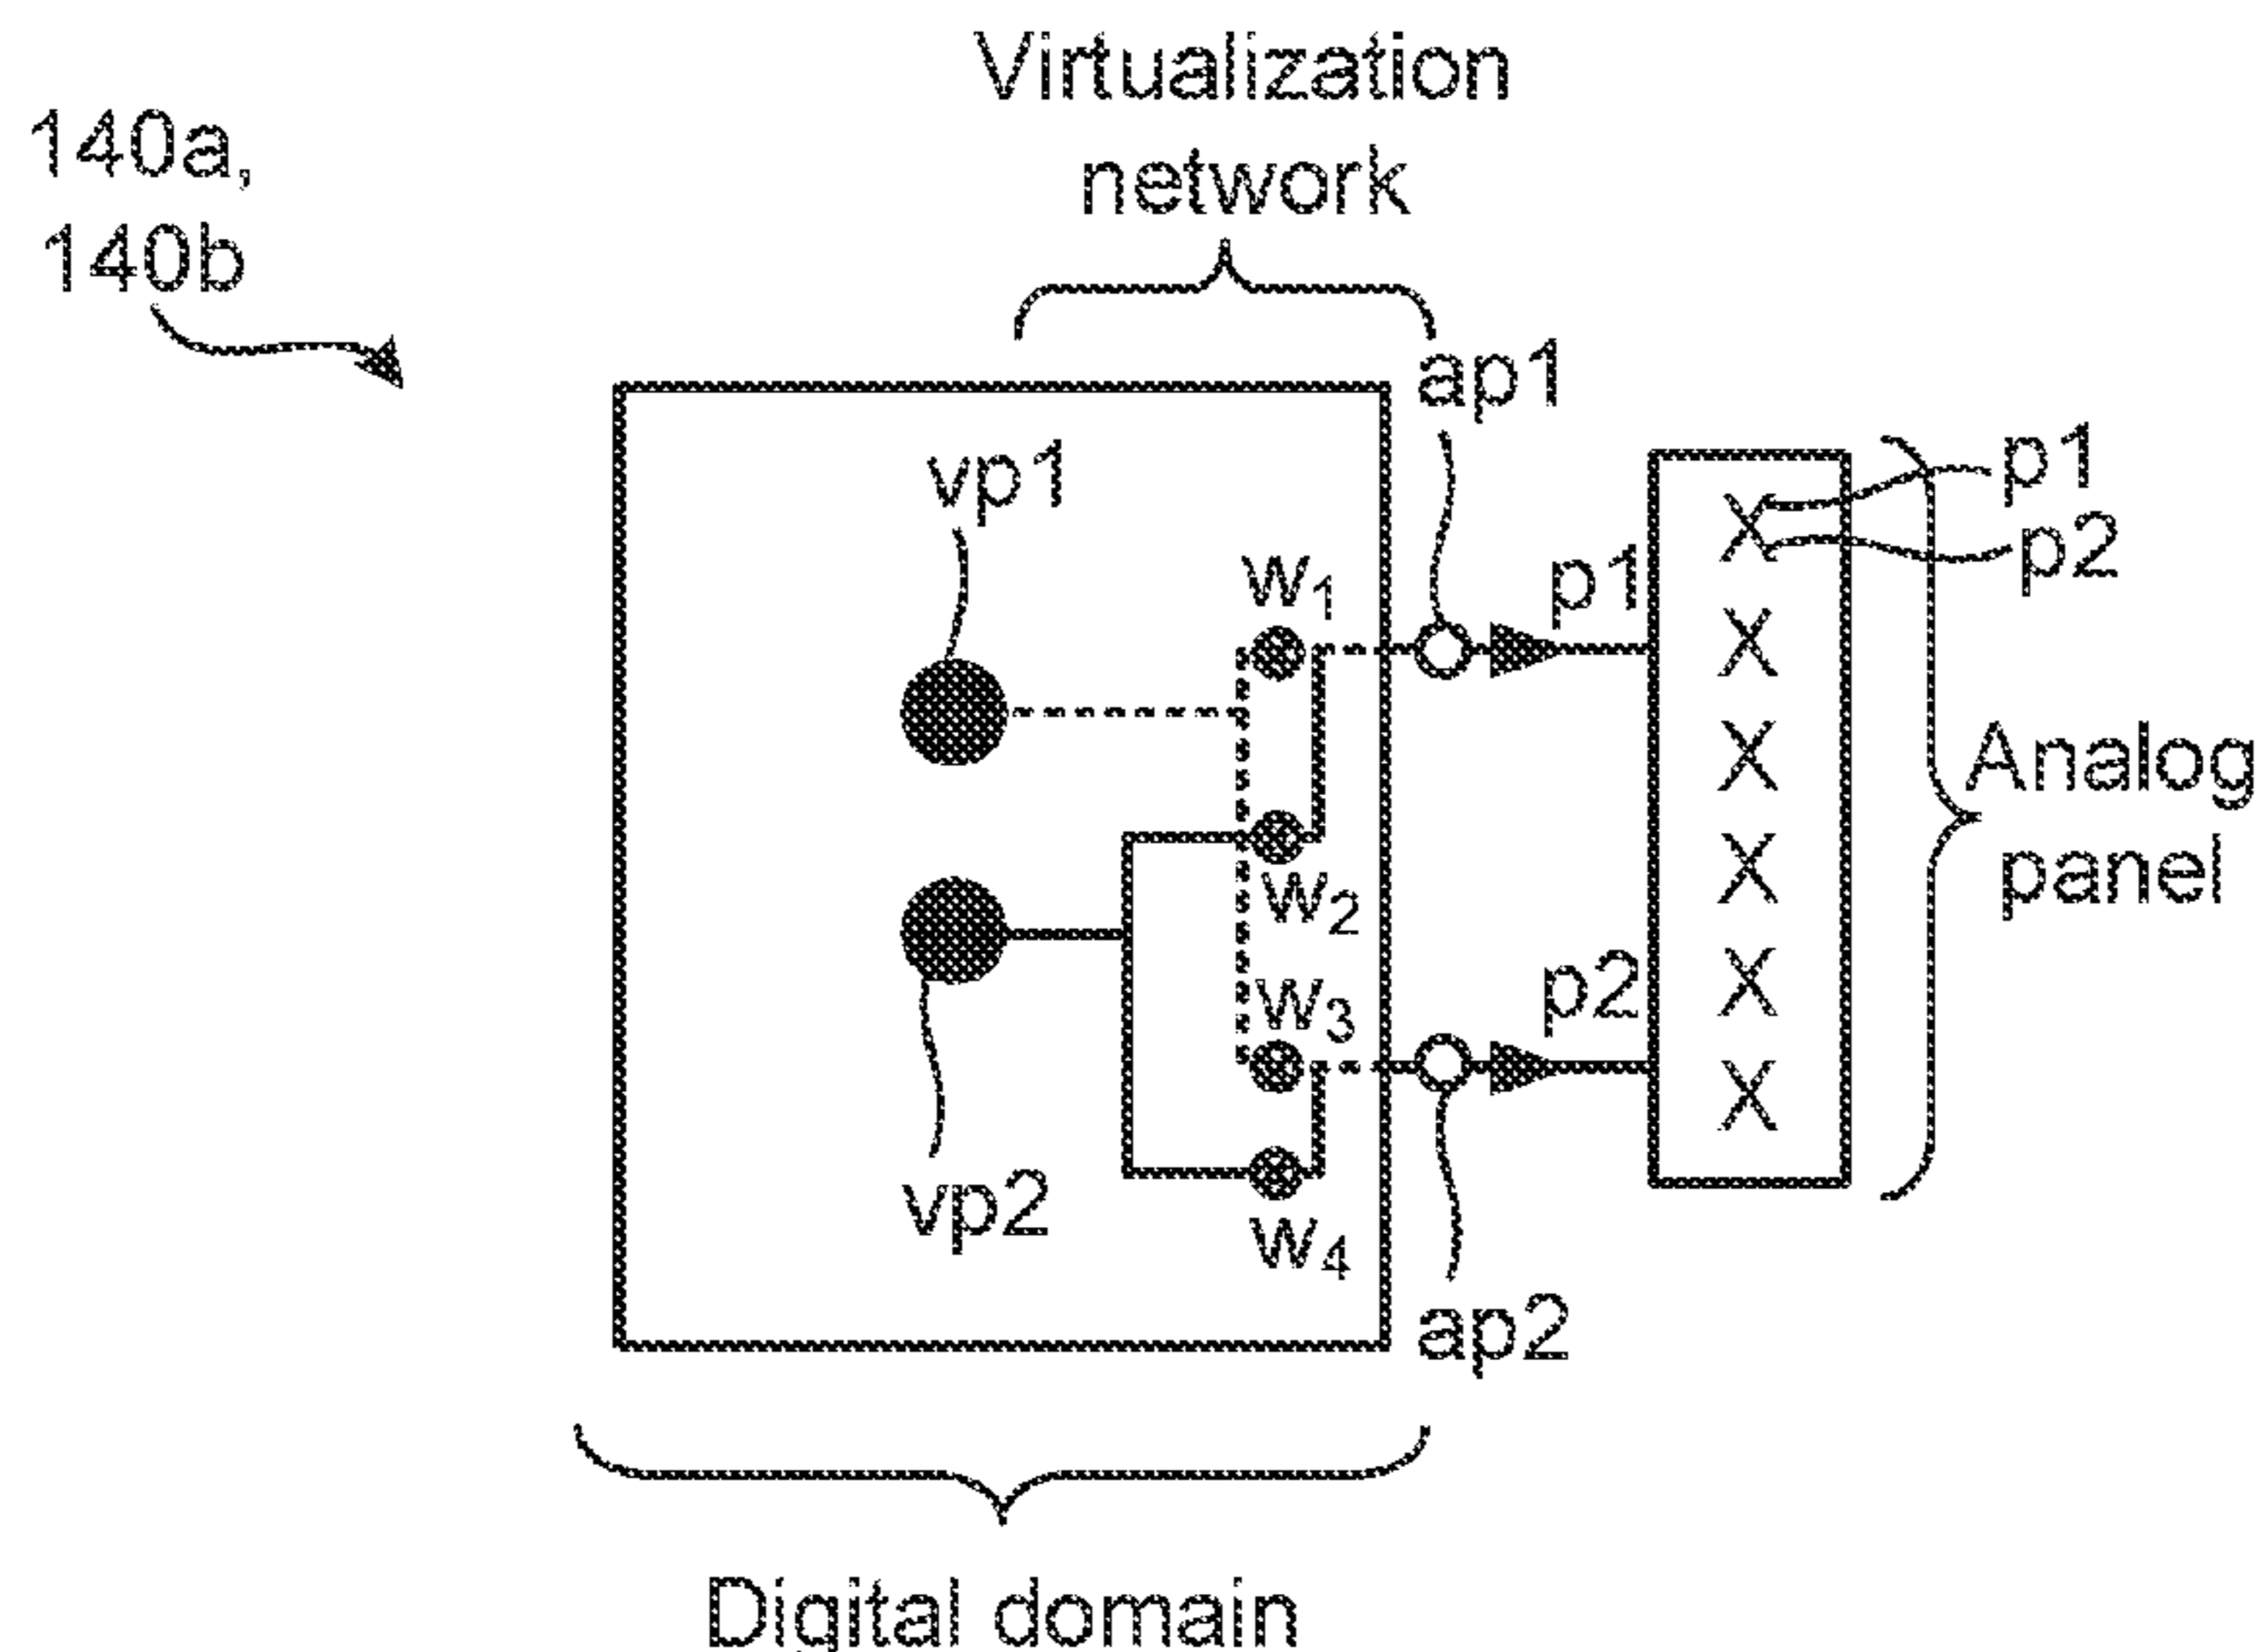 Virtualization
network
140a,
140b
ap1
vp1
p1
p2
w1
p1
Analog
panel
w2
w3
p2
vp2
w4
ap2
Digital domain